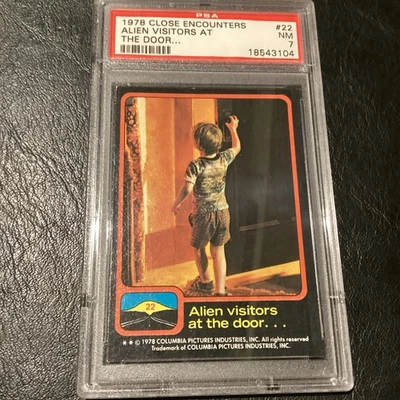 PSA
1978 CLOSE ENCOUNTERS #22
ALIEN VISITORS AT NM
THE DOOR... 7
18543104
22
Alien visitors
at the door...
** © 1978 COLUMBIA PICTURES INDUSTRIES, INC. All rights reserved
Trademark of COLUMBIA PICTURES INDUSTRIES, INC.